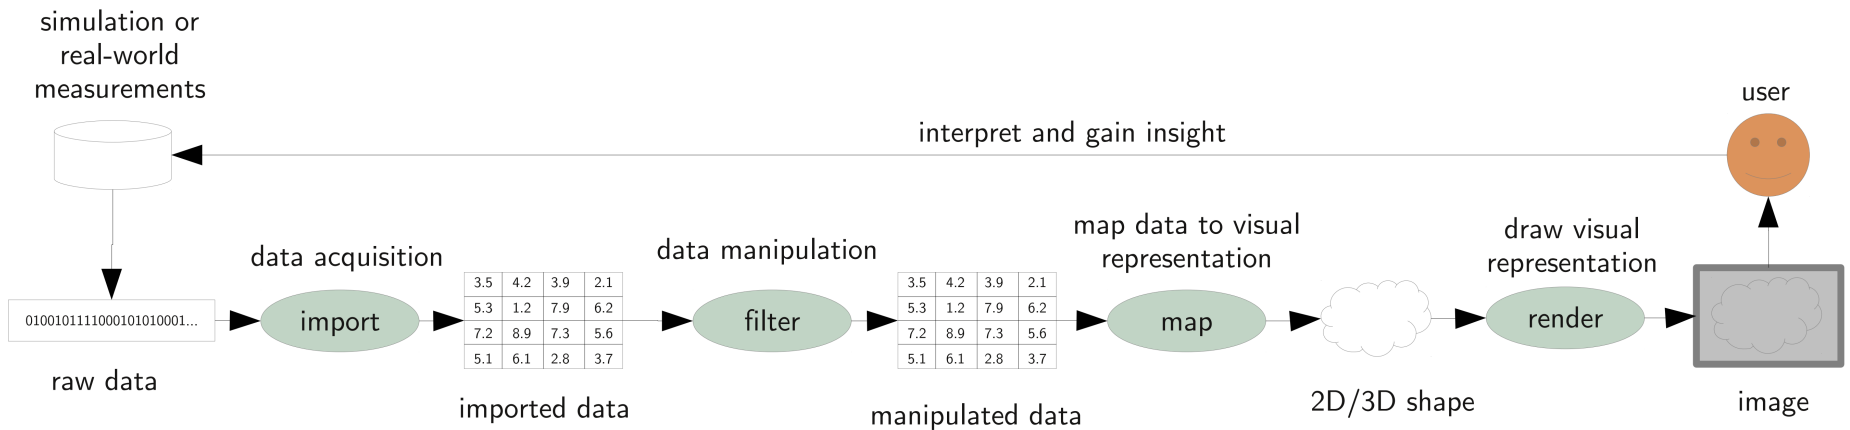 simulation or
real-world
measurements
user
interpret and gain insight
data acquisition
data manipulation
map data to visual
representation
draw visual
representation
0100101111000101010001...
import
3.5 4.2 3.9 2.1
5.3 1.2 7.9 6.2
7.2 8.9 7.3 5.6
5.1 6.1 2.8 3.7
filter
3.5 4.2 3.9 2.1
5.3 1.2 7.9 6.2
7.2 8.9 7.3 5.6
5.1 6.1 2.8 3.7
map
render
raw data
imported data
manipulated data
2D/3D shape
image